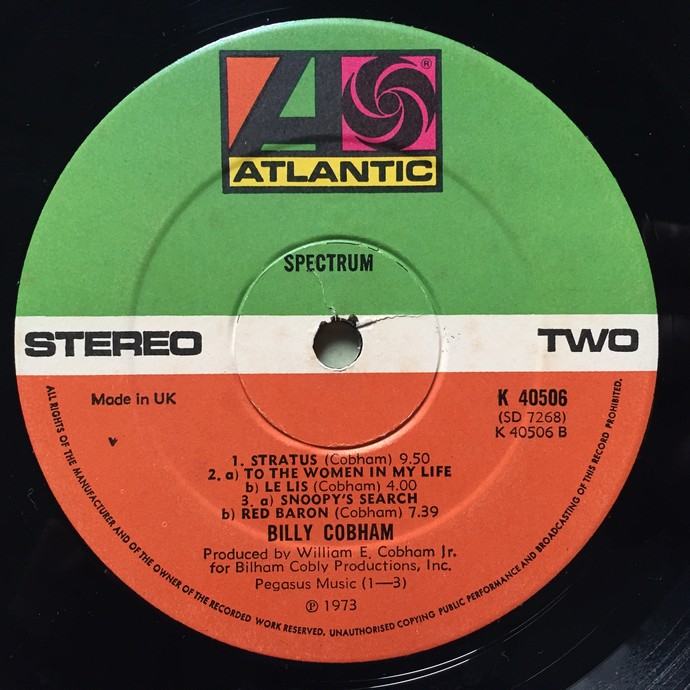 ATLANTIC ®
SPECTRUM
STEREO TWO
Made in UK
K 40506
(SD 7268)
K 40506 B
1. STRATUS (Cobham) 9.50
2. a) TO THE WOMEN IN MY LIFE
b) LE LIS (Cobham) 4.00
3. a) SNOOPY'S SEARCH
b) RED BARON (Cobham) 7.39
BILLY COBHAM
Produced by William E. Cobham Jr.
for Bilham Cobly Productions, Inc.
Pegasus Music (1—3)
℗ 1973
ALL RIGHTS OF THE MANUFACTURER AND OF THE OWNER OF THE RECORDED WORK RESERVED. UNAUTHORISED COPYING PUBLIC PERFORMANCE AND BROADCASTING OF THIS RECORD PROHIBITED.